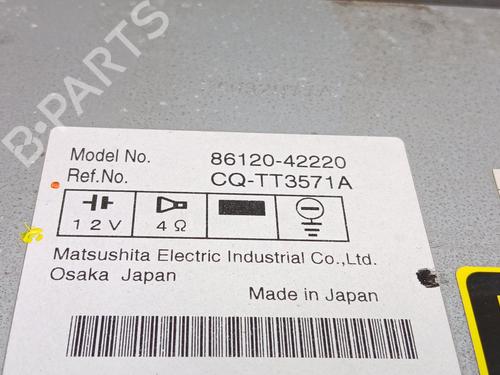 B-PARTS
Model No. 86120-42220
Ref.No. CQ-TT3571A
12V 4Ω
Matsushita Electric Industrial Co.,Ltd.
Osaka Japan
Made in Japan